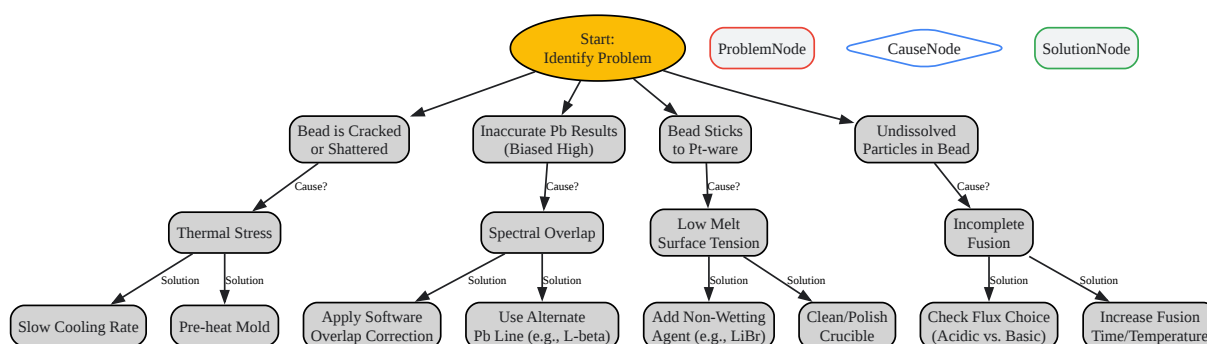 Start:
Identify Problem
ProblemNode
CauseNode
SolutionNode
Bead is Cracked
or Shattered
Inaccurate Pb Results
(Biased High)
Bead Sticks
to Pt-ware
Undissolved
Particles in Bead
Cause?
Cause?
Cause?
Cause?
Thermal Stress
Spectral Overlap
Low Melt
Surface Tension
Incomplete
Fusion
Solution
Solution
Solution
Solution
Solution
Solution
Solution
Solution
Slow Cooling Rate
Pre-heat Mold
Apply Software
Overlap Correction
Use Alternate
Pb Line (e.g., L-beta)
Add Non-Wetting
Agent (e.g., LiBr)
Clean/Polish
Crucible
Check Flux Choice
(Acidic vs. Basic)
Increase Fusion
Time/Temperature